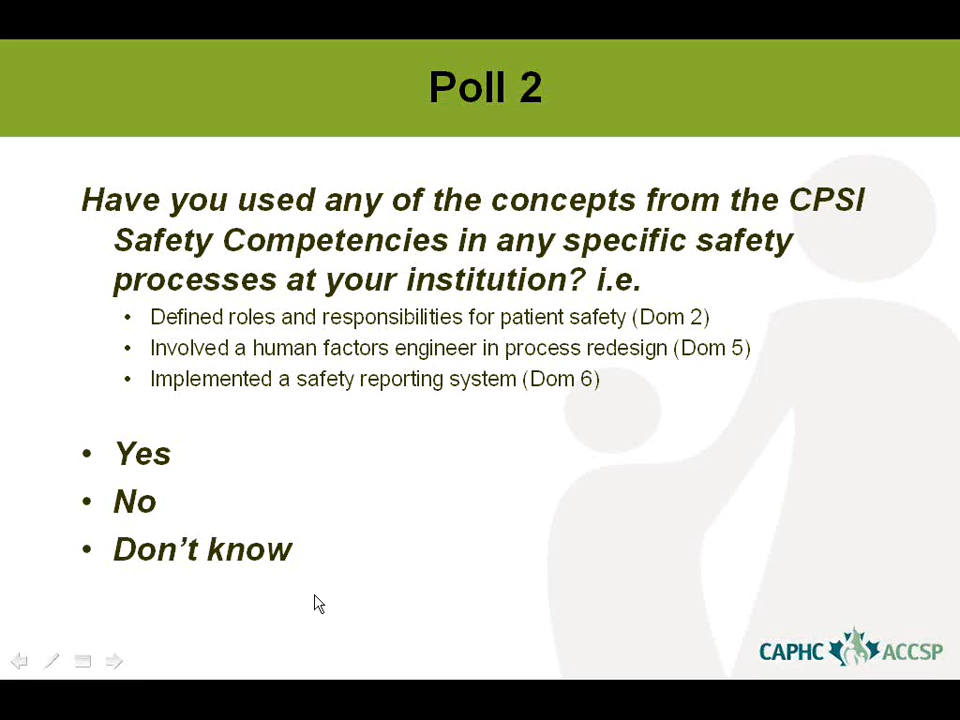 Poll 2
Have you used any of the concepts from the CPSI
Safety Competencies in any specific safety
processes at your institution? i.e.
• Defined roles and responsibilities for patient safety (Dom 2)
• Involved a human factors engineer in process redesign (Dom 5)
• Implemented a safety reporting system (Dom 6)
• Yes
• No
• Don't know
CAPHC ACCSP